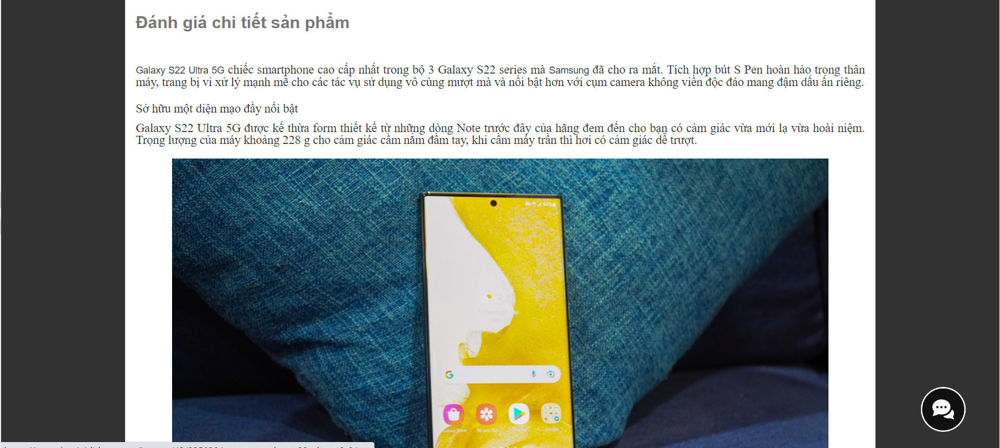 Đánh giá chi tiết sản phẩm
Galaxy S22 Ultra 5G chiếc smartphone cao cấp nhất trong bộ 3 Galaxy S22 series mà Samsung đã cho ra mắt. Tích hợp bút S Pen hoàn hảo trong thân
máy, trang bị vi xử lý mạnh mẽ cho các tác vụ sử dụng vô cùng mượt mà và nổi bật hơn với cụm camera không viền độc đáo mang đậm dấu ấn riêng.
Sở hữu một diện mạo đầy nổi bật
Galaxy S22 Ultra 5G được kế thừa form thiết kế từ những dòng Note trước đây của hãng đem đến cho bạn có cảm giác vừa mới lạ vừa hoài niệm.
Trọng lượng của máy khoảng 228 g cho cảm giác cầm nắm đầm tay, khi cầm máy trần thì hơi có cảm giác dễ trượt.
G
Galaxy Store Bộ sưu tập Google